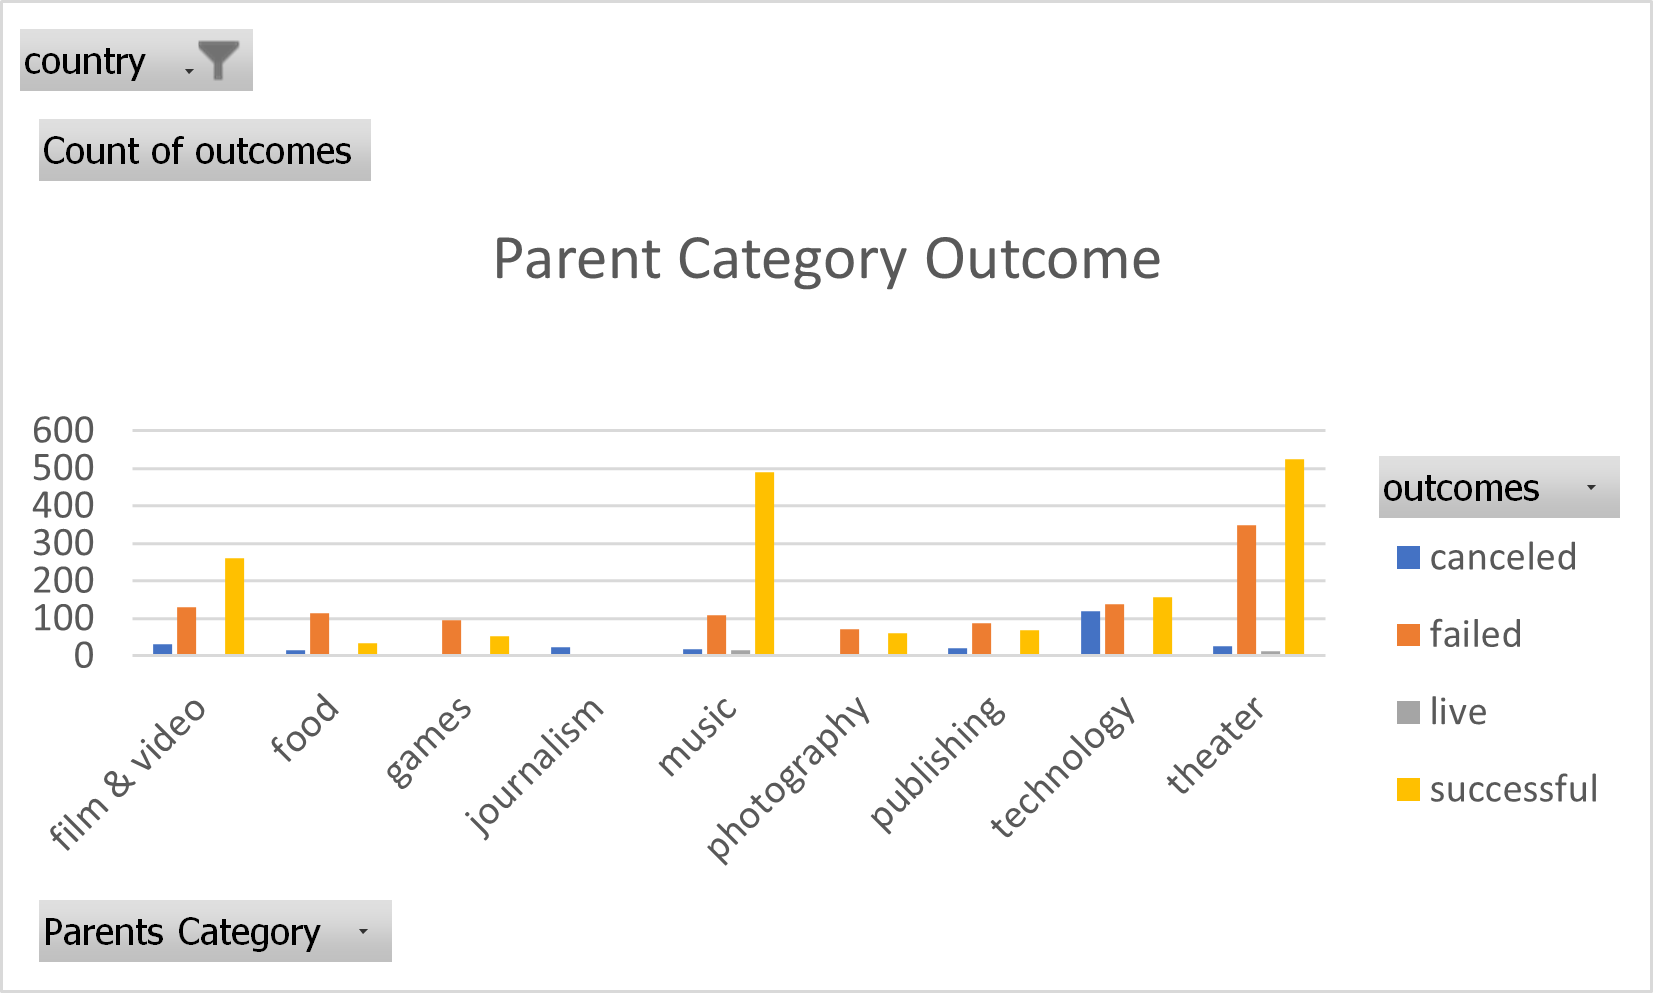 country
Count of outcomes
Parent Category Outcome
600
500
400
300
200
100
0
film & video
food
games
journalism
music
photography
publishing
technology
theater
outcomes
canceled
failed
live
successful
Parents Category